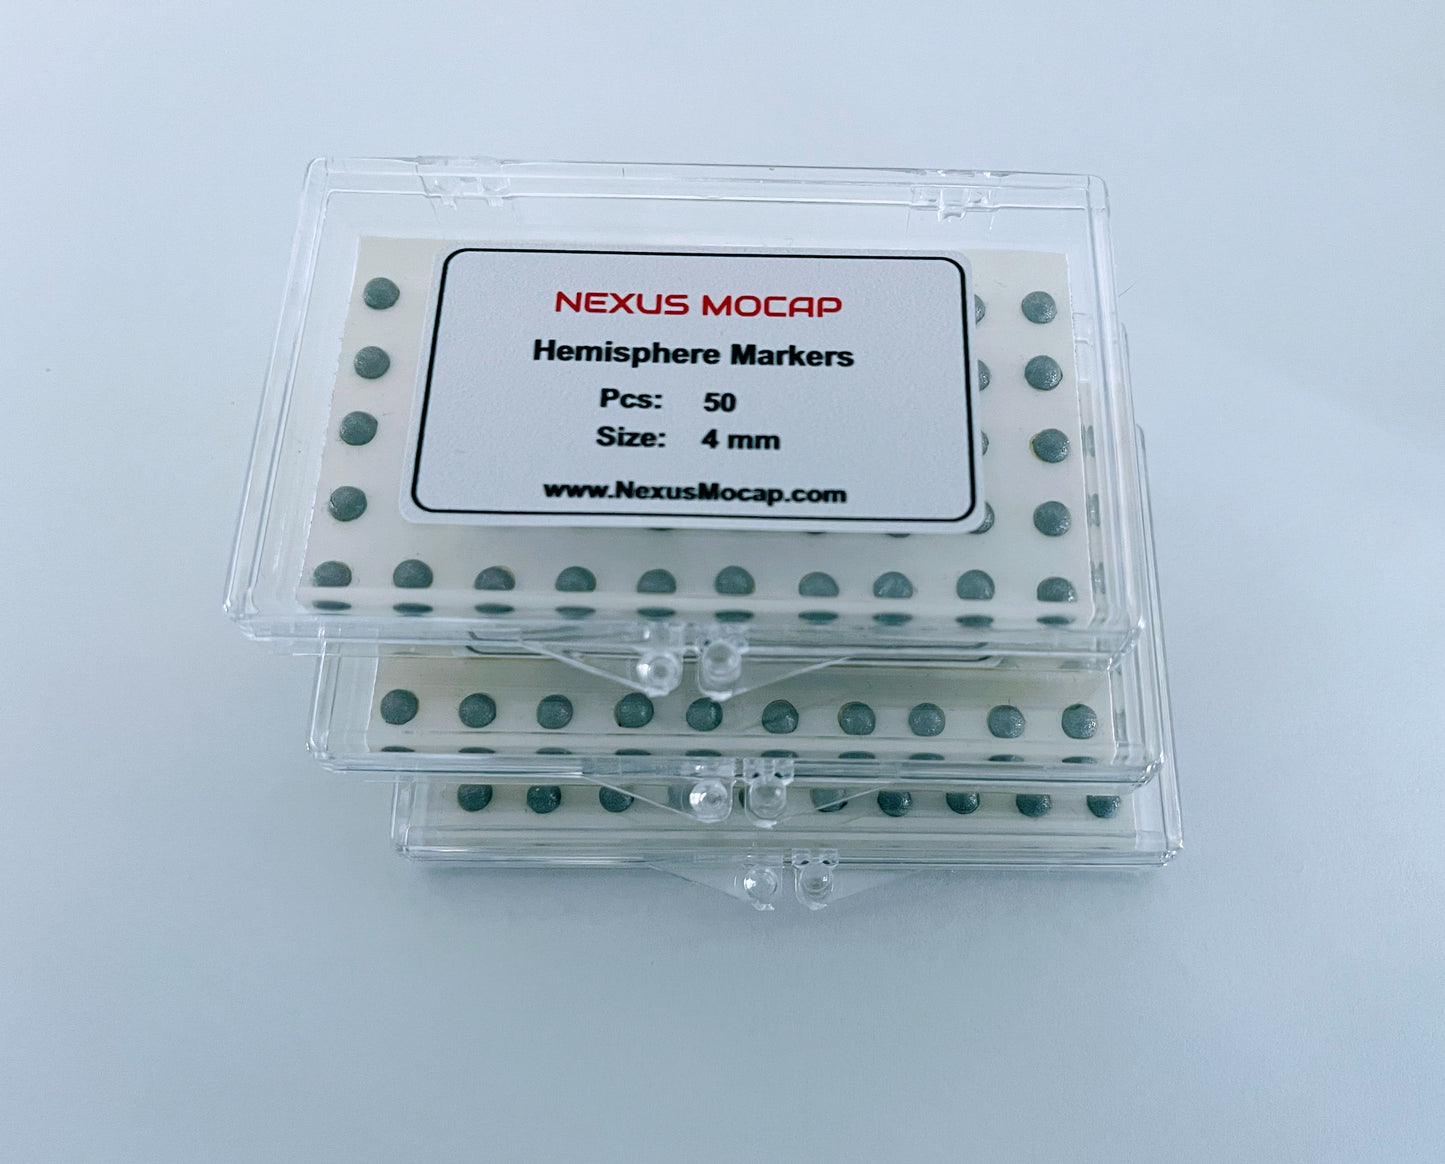 NEXUS MOCAP
Hemisphere Markers
Pcs: 50
Size: 4 mm
www.NexusMocap.com